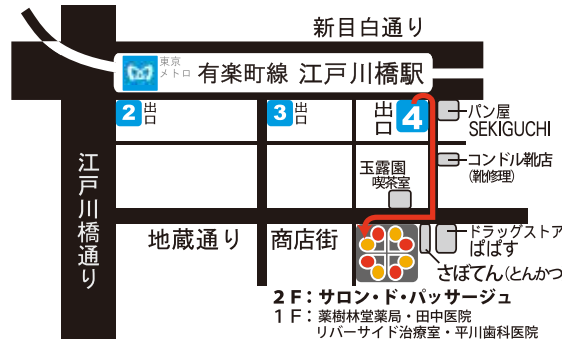 新目白通り
東京
メトロ
有楽町線 江戸川橋駅
2 出口
3 出口
出口 4
パン屋
SEKIGUCHI
コンドル靴店
(靴修理)
玉露園
喫茶室
江戸川橋通り
地蔵通り 商店街
ドラッグストア
ぱぱす
さぼてん(とんかつ
2F:サロン・ド・パッサージュ
1F:薬樹林堂薬局・田中医院
リバーサイド治療室・平川歯科医院